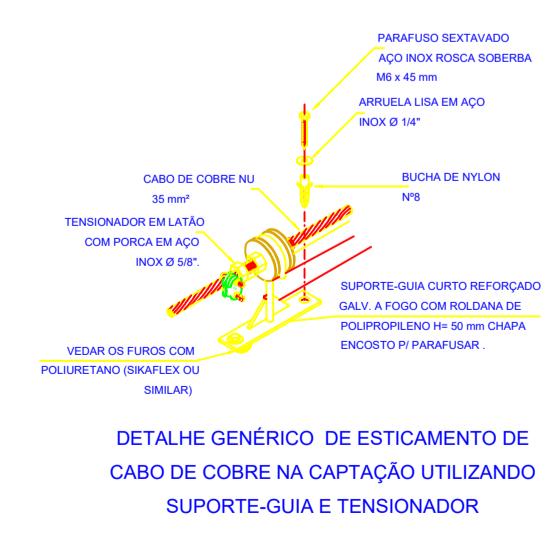 PARAFUSO SEXTAVADO
AÇO INOX ROSCA SOBERBA
M6 x 45 mm
ARRUELA LISA EM AÇO
INOX Ø 1/4"
BUCHA DE NYLON
Nº8
CABO DE COBRE NU
35 mm²
TENSIONADOR EM LATÃO
COM PORCA EM AÇO
INOX Ø 5/8".
SUPORTE-GUIA CURTO REFORÇADO
GALV. A FOGO COM ROLDANA DE
POLIPROPILENO H= 50 mm CHAPA
ENCOSTO P/ PARAFUSAR .
VEDAR OS FUROS COM
POLIURETANO (SIKAFLEX OU
SIMILAR)
DETALHE GENÉRICO DE ESTICAMENTO DE
CABO DE COBRE NA CAPTAÇÃO UTILIZANDO
SUPORTE-GUIA E TENSIONADOR